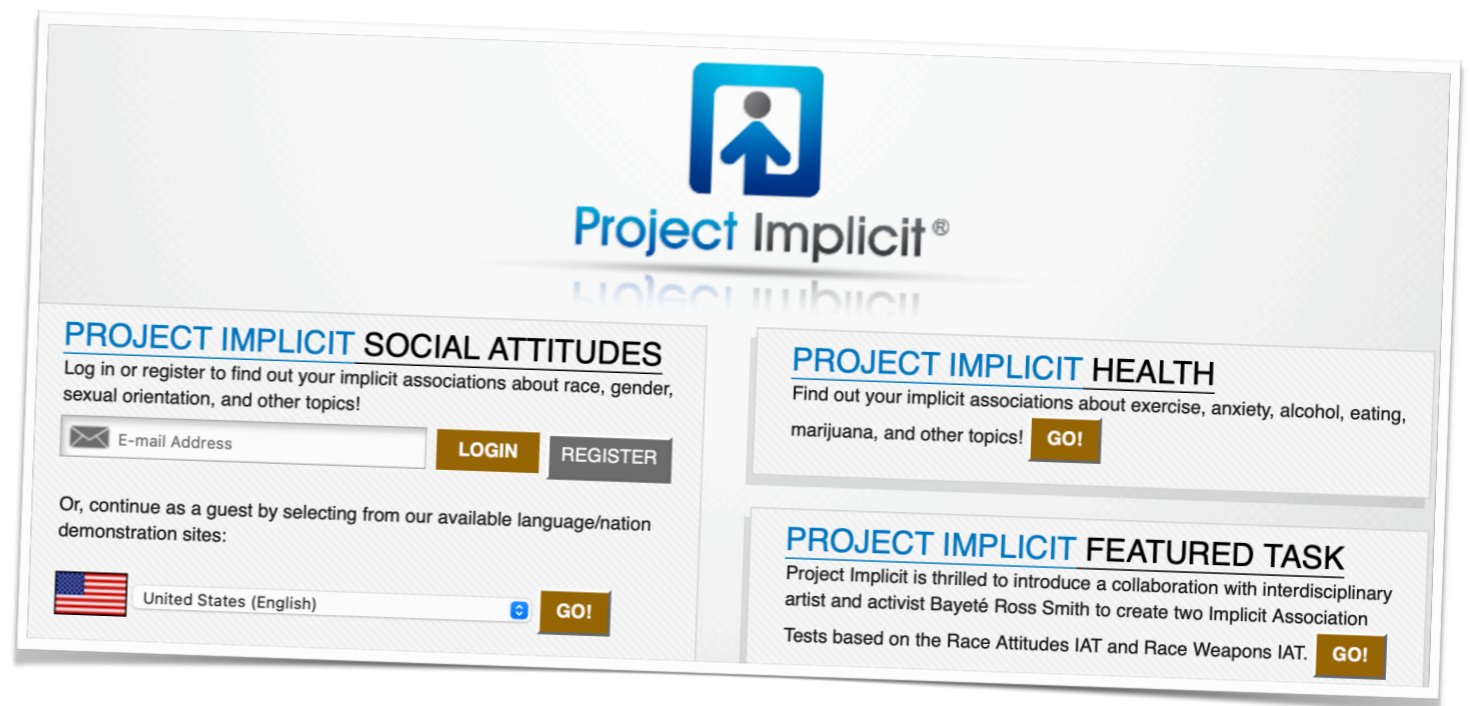 Project Implicit®
PROJECT IMPLICIT SOCIAL ATTITUDES
Log in or register to find out your implicit associations about race, gender,
sexual orientation, and other topics!
E-mail Address
LOGIN
REGISTER
Or, continue as a guest by selecting from our available language/nation
demonstration sites:
United States (English)
GO!
PROJECT IMPLICIT HEALTH
Find out your implicit associations about exercise, anxiety, alcohol, eating,
marijuana, and other topics!
GO!
PROJECT IMPLICIT FEATURED TASK
Project Implicit is thrilled to introduce a collaboration with interdisciplinary
artist and activist Bayeté Ross Smith to create two Implicit Association
Tests based on the Race Attitudes IAT and Race Weapons IAT.
GO!